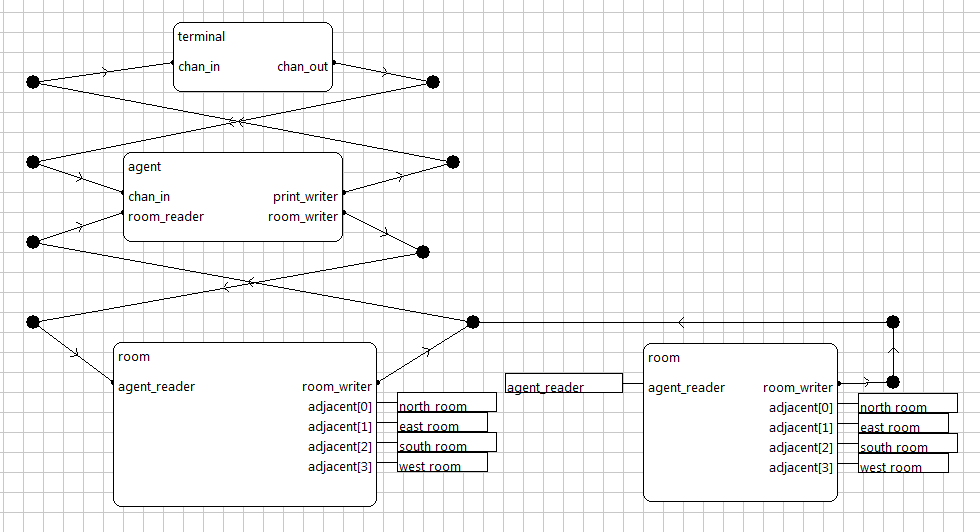 terminal
chan_in chan_out
agent
chan_in print_writer
room_reader room_writer
room
agent_reader room_writer
adjacent[0] north room
adjacent[1] east room
adjacent[2] south room
adjacent[3] west room
room
agent_reader agent_reader room_writer
adjacent[0] north room
adjacent[1] east room
adjacent[2] south room
adjacent[3] west room